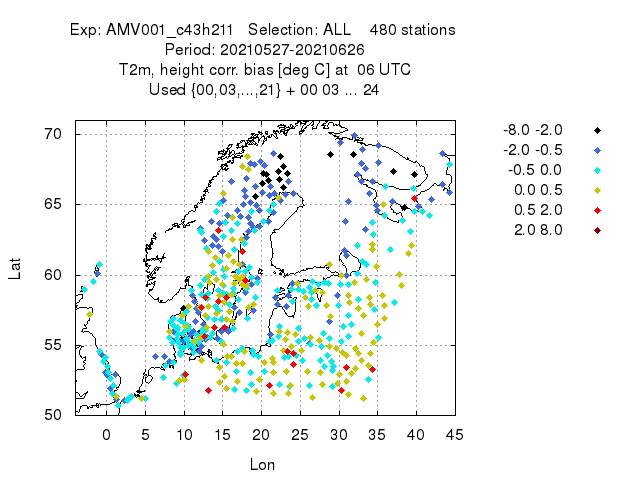 Exp: AMV001_c43h211   Selection: ALL    480 stations
Period: 20210527-20210626
T2m, height corr. bias [deg C] at  06 UTC
Used {00,03,...,21} + 00 03 ... 24
-8.0 -2.0
-2.0 -0.5
-0.5 0.0
0.0 0.5
0.5 2.0
2.0 8.0
70
65
60
55
50
Lat
0 5 10 15 20 25 30 35 40 45
Lon